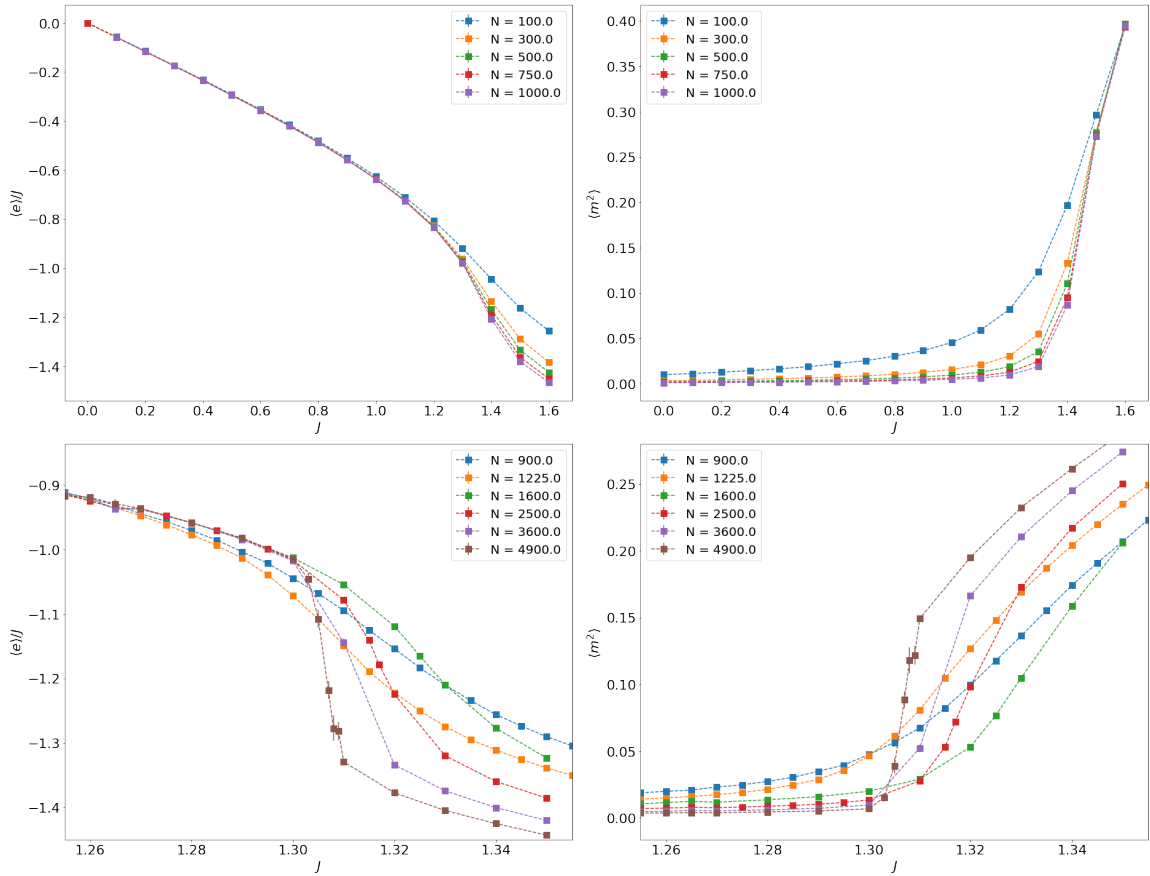 0.0
−0.2
−0.4
−0.6
−0.8
−1.0
−1.2
−1.4
⟨e⟩/J
0.0 0.2 0.4 0.6 0.8 1.0 1.2 1.4 1.6
J
N = 100.0
N = 300.0
N = 500.0
N = 750.0
N = 1000.0
0.40
0.35
0.30
0.25
0.20
0.15
0.10
0.05
0.00
⟨m²⟩
0.0 0.2 0.4 0.6 0.8 1.0 1.2 1.4 1.6
J
N = 100.0
N = 300.0
N = 500.0
N = 750.0
N = 1000.0
−0.9
−1.0
−1.1
−1.2
−1.3
−1.4
⟨e⟩/J
1.26 1.28 1.30 1.32 1.34
J
N = 900.0
N = 1225.0
N = 1600.0
N = 2500.0
N = 3600.0
N = 4900.0
0.25
0.20
0.15
0.10
0.05
0.00
⟨m²⟩
1.26 1.28 1.30 1.32 1.34
J
N = 900.0
N = 1225.0
N = 1600.0
N = 2500.0
N = 3600.0
N = 4900.0